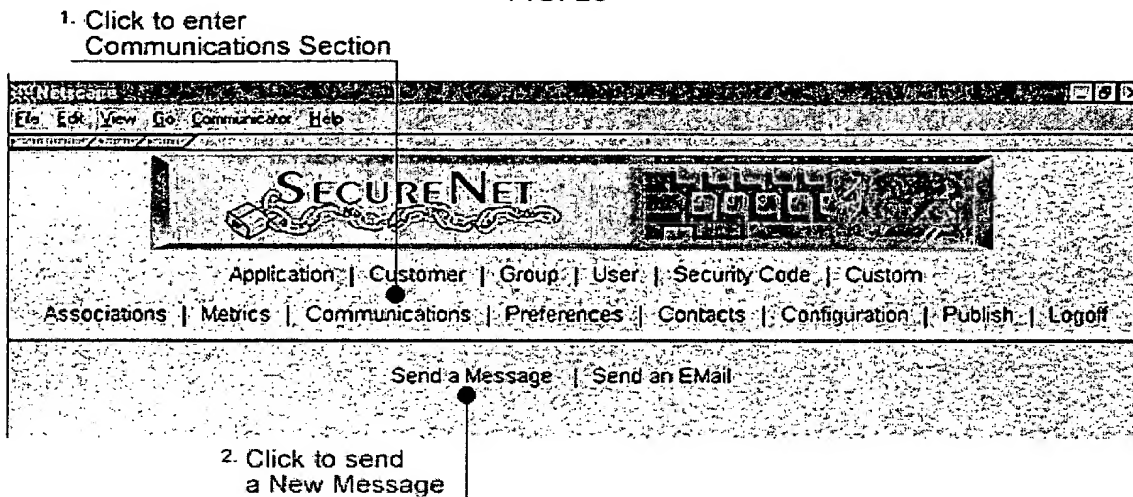 1. Click to enter
Communications Section
Netscape
File Edit View Go Communicator Help
SECURENET
Application | Customer | Group | User | Security Code | Custom
Associations | Metrics | Communications | Preferences | Contacts | Configuration | Publish | Logoff
Send a Message | Send an EMail
2. Click to send
a New Message